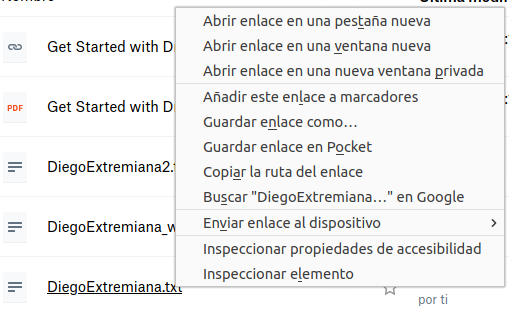 Abrir enlace en una pestaña nueva
Abrir enlace en una ventana nueva
Abrir enlace en una nueva ventana privada
Añadir este enlace a marcadores
Guardar enlace como…
Guardar enlace en Pocket
Copiar la ruta del enlace
Buscar "DiegoExtremiana…" en Google
Enviar enlace al dispositivo
Inspeccionar propiedades de accesibilidad
Inspeccionar elemento
Get Started with
PDF
Get Started with
DiegoExtremiana2.
DiegoExtremiana_w
DiegoExtremiana.txt
por ti